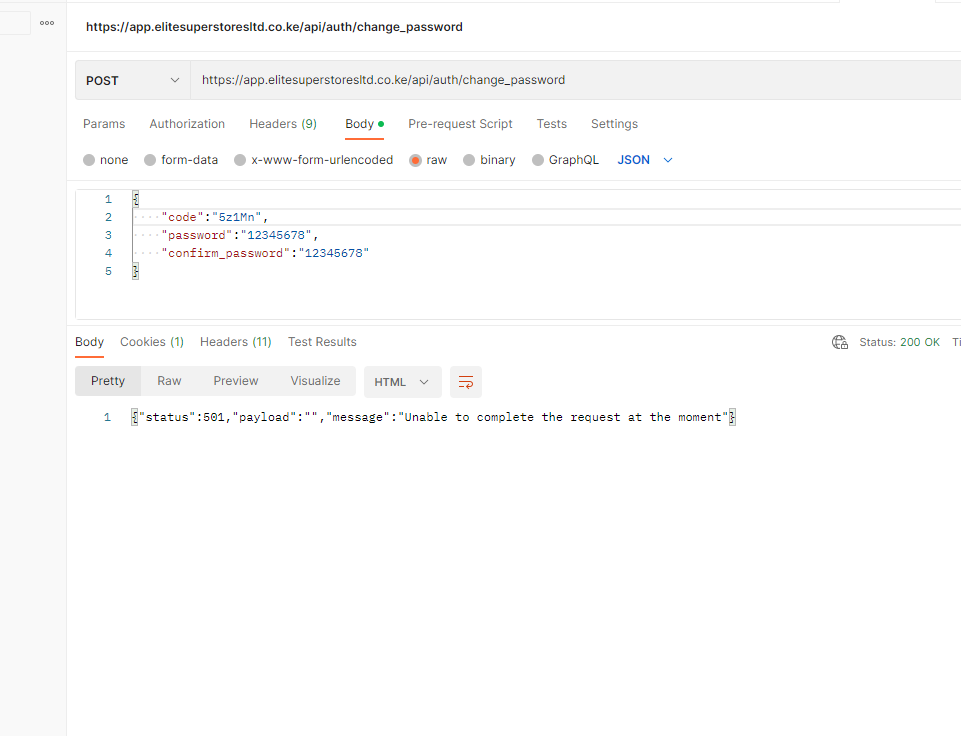 ooo
https://app.elitesuperstoresltd.co.ke/api/auth/change_password
POST https://app.elitesuperstoresltd.co.ke/api/auth/change_password
Params Authorization Headers (9) Body Pre-request Script Tests Settings
none form-data x-www-form-urlencoded raw binary GraphQL JSON
1 {
2 "code":"5z1Mn",
3 "password":"12345678",
4 "confirm_password":"12345678"
5 }
Body Cookies (1) Headers (11) Test Results Status: 200 OK Ti
Pretty Raw Preview Visualize HTML
1 {"status":501,"payload":"","message":"Unable to complete the request at the moment"}